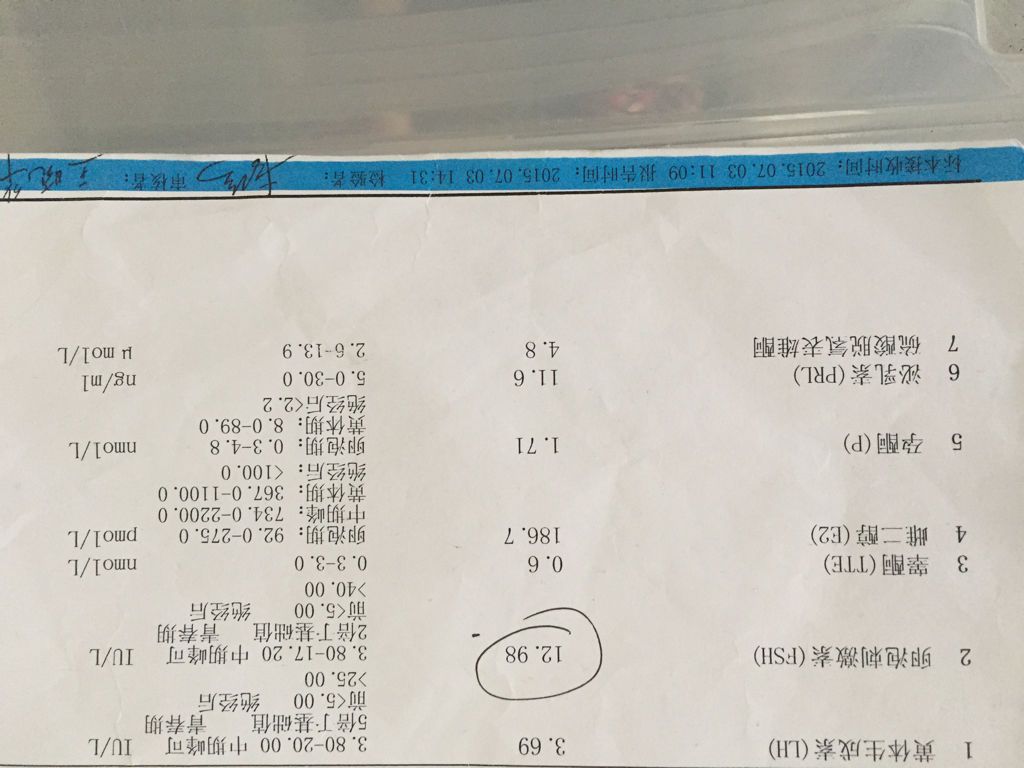 1 黄体生成素(LH) 3.69 3.80-20.00 中期峰可 IU/L
5倍于基础值 青春期
前<5.00 绝经后
>25.00
2 卵泡刺激素(FSH) 12.98 3.80-17.20 中期峰可 IU/L
2倍于基础值 青春期
前<5.00 绝经后
>40.00
3 睾酮(TTE) 0.6 0.3-3.0 nmol/L
4 雌二醇(E2) 186.7 卵泡期: 92.0-275.0 pmol/L
中期峰: 734.0-2200.0
黄体期: 367.0-1100.0
绝经后: <100.0
5 孕酮(P) 1.71 卵泡期: 0.3-4.8 nmol/L
黄体期: 8.0-89.0
绝经后<2.2
6 泌乳素(PRL) 11.6 5.0-30.0 ng/ml
7 硫酸脱氢表雄酮 4.8 2.6-13.9 μmol/L
标本接收时间: 2015.07.03 11:09 报告时间: 2015.07.03 14:31 检验者: 审核者: